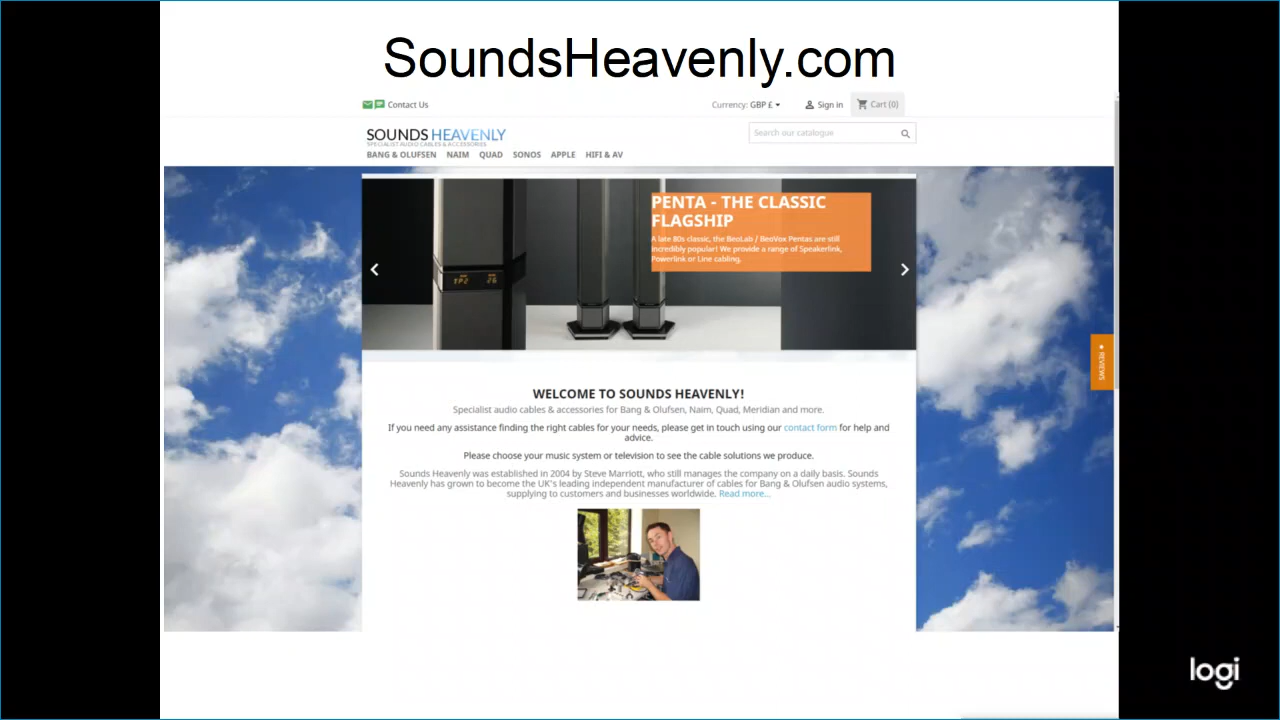 SoundsHeavenly.com
Contact Us
Currency: GBP £
Sign in
Cart (0)
SOUNDS HEAVENLY
SPECIALIST AUDIO CABLES & ACCESSORIES
Search our catalogue
BANG & OLUFSEN NAIM QUAD SONOS APPLE HIFI & AV
PENTA - THE CLASSIC
FLAGSHIP
A late 80s classic, the BeoLab / BeoVox Pentas are still
incredibly popular! We provide a range of Speakerlink,
Powerlink or Line cabling.
TP2 26
★ REVIEWS
WELCOME TO SOUNDS HEAVENLY!
Specialist audio cables & accessories for Bang & Olufsen, Naim, Quad, Meridian and more.
If you need any assistance finding the right cables for your needs, please get in touch using our contact form for help and
advice.
Please choose your music system or television to see the cable solutions we produce.
Sounds Heavenly was established in 2004 by Steve Marriott, who still manages the company on a daily basis. Sounds
Heavenly has grown to become the UK's leading independent manufacturer of cables for Bang & Olufsen audio systems,
supplying to customers and businesses worldwide. Read more...
logi